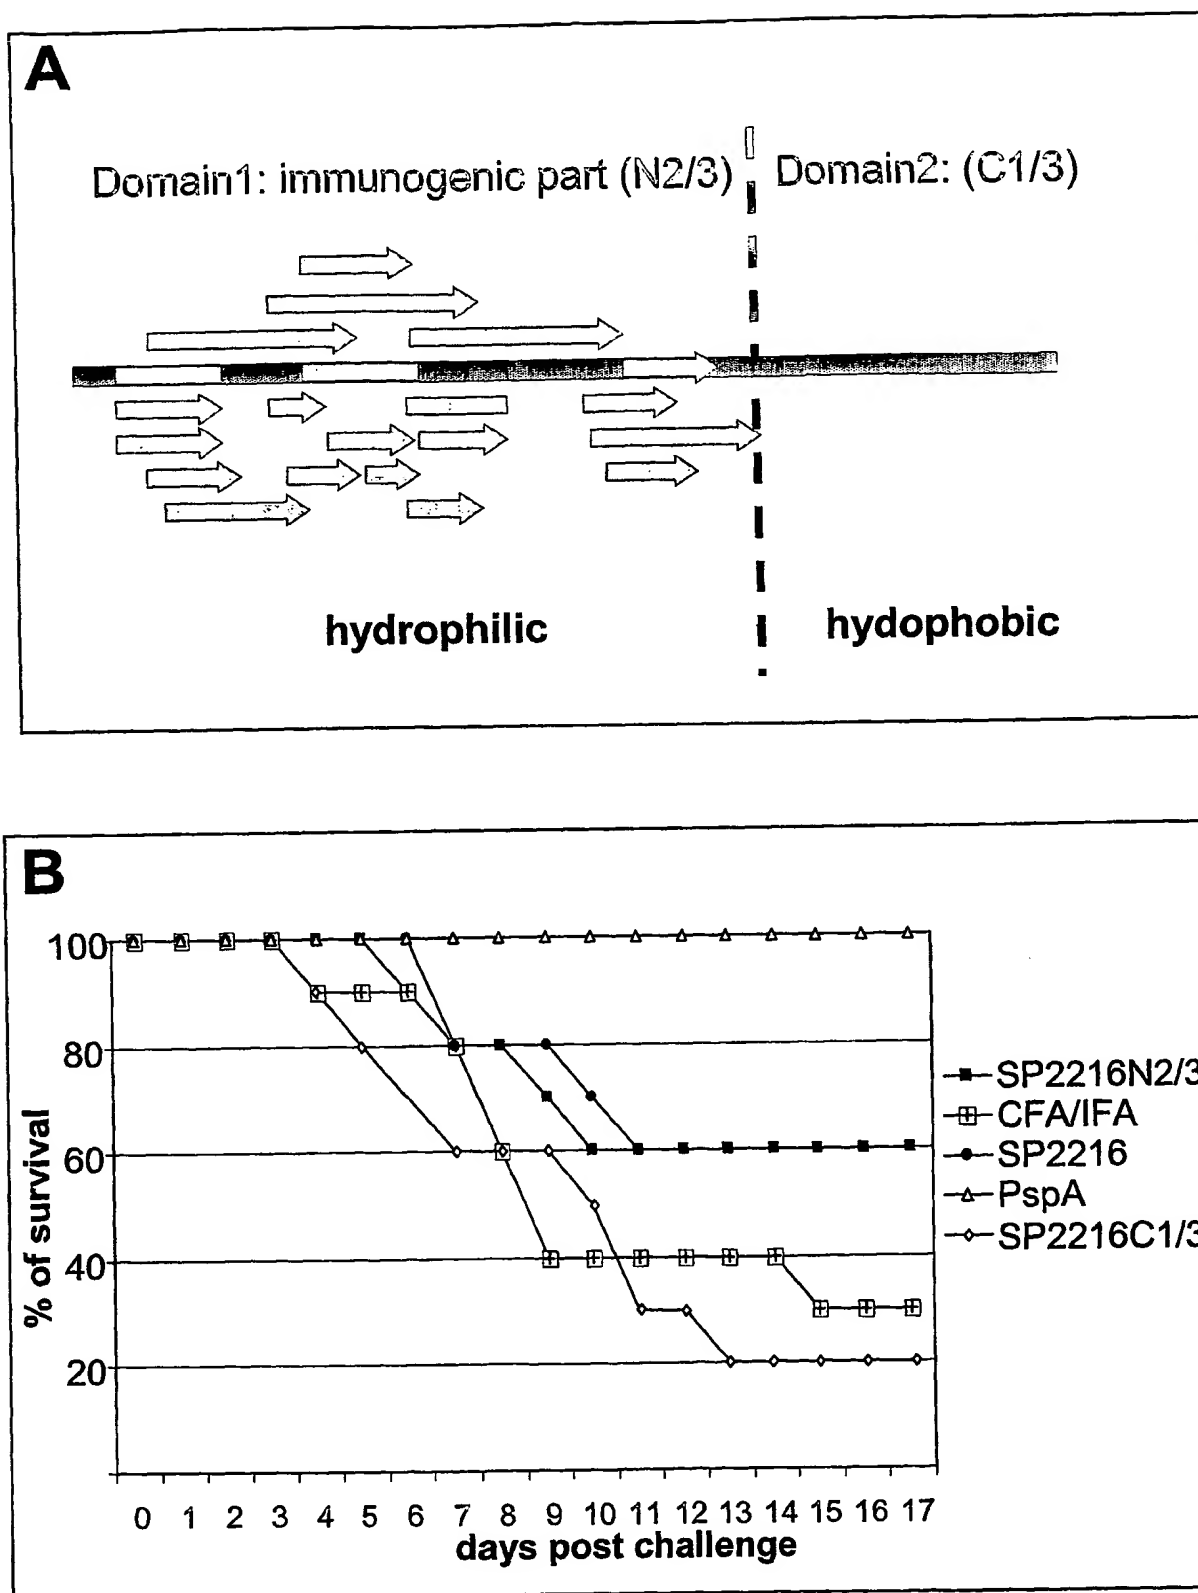 A
Domain1: immunogenic part (N2/3)
Domain2: (C1/3)
hydrophilic
hydophobic
B
100
80
60
40
20
% of survival
0 1 2 3 4 5 6 7 8 9 10 11 12 13 14 15 16 17
days post challenge
SP2216N2/3
CFA/IFA
SP2216
PspA
SP2216C1/3